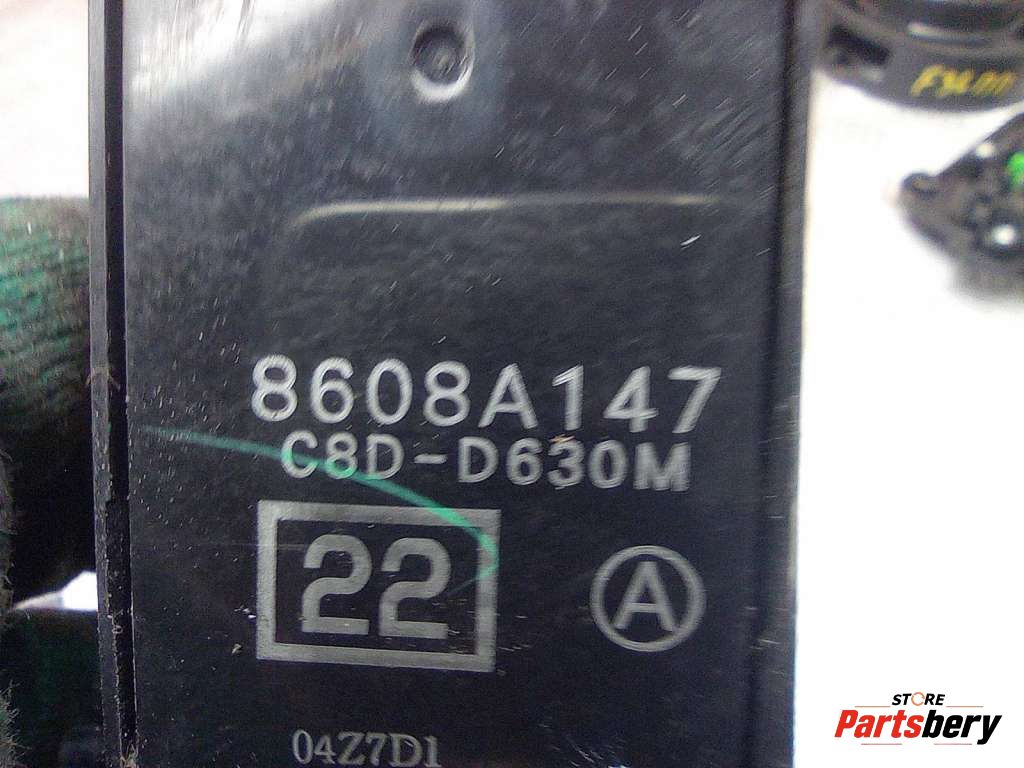 8608A147
C8D-D630M
22
A
04Z7D1
STORE
Partsbery